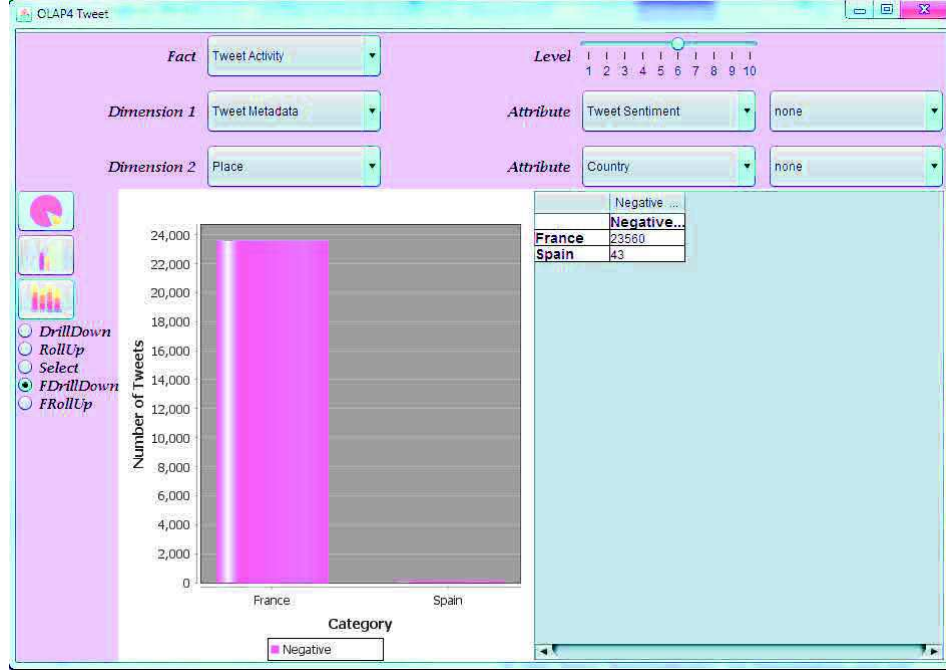 OLAP4 Tweet
Fact Tweet Activity Level 1 2 3 4 5 6 7 8 9 10
Dimension 1 Tweet Metadata Attribute Tweet Sentiment none
Dimension 2 Place Attribute Country none
DrillDown
RollUp
Select
FDrillDown
FRollUp
Number of Tweets
24,000
22,000
20,000
18,000
16,000
14,000
12,000
10,000
8,000
6,000
4,000
2,000
0
France Spain
Category
Negative
Negative ...
Negative...
France 23560
Spain 43